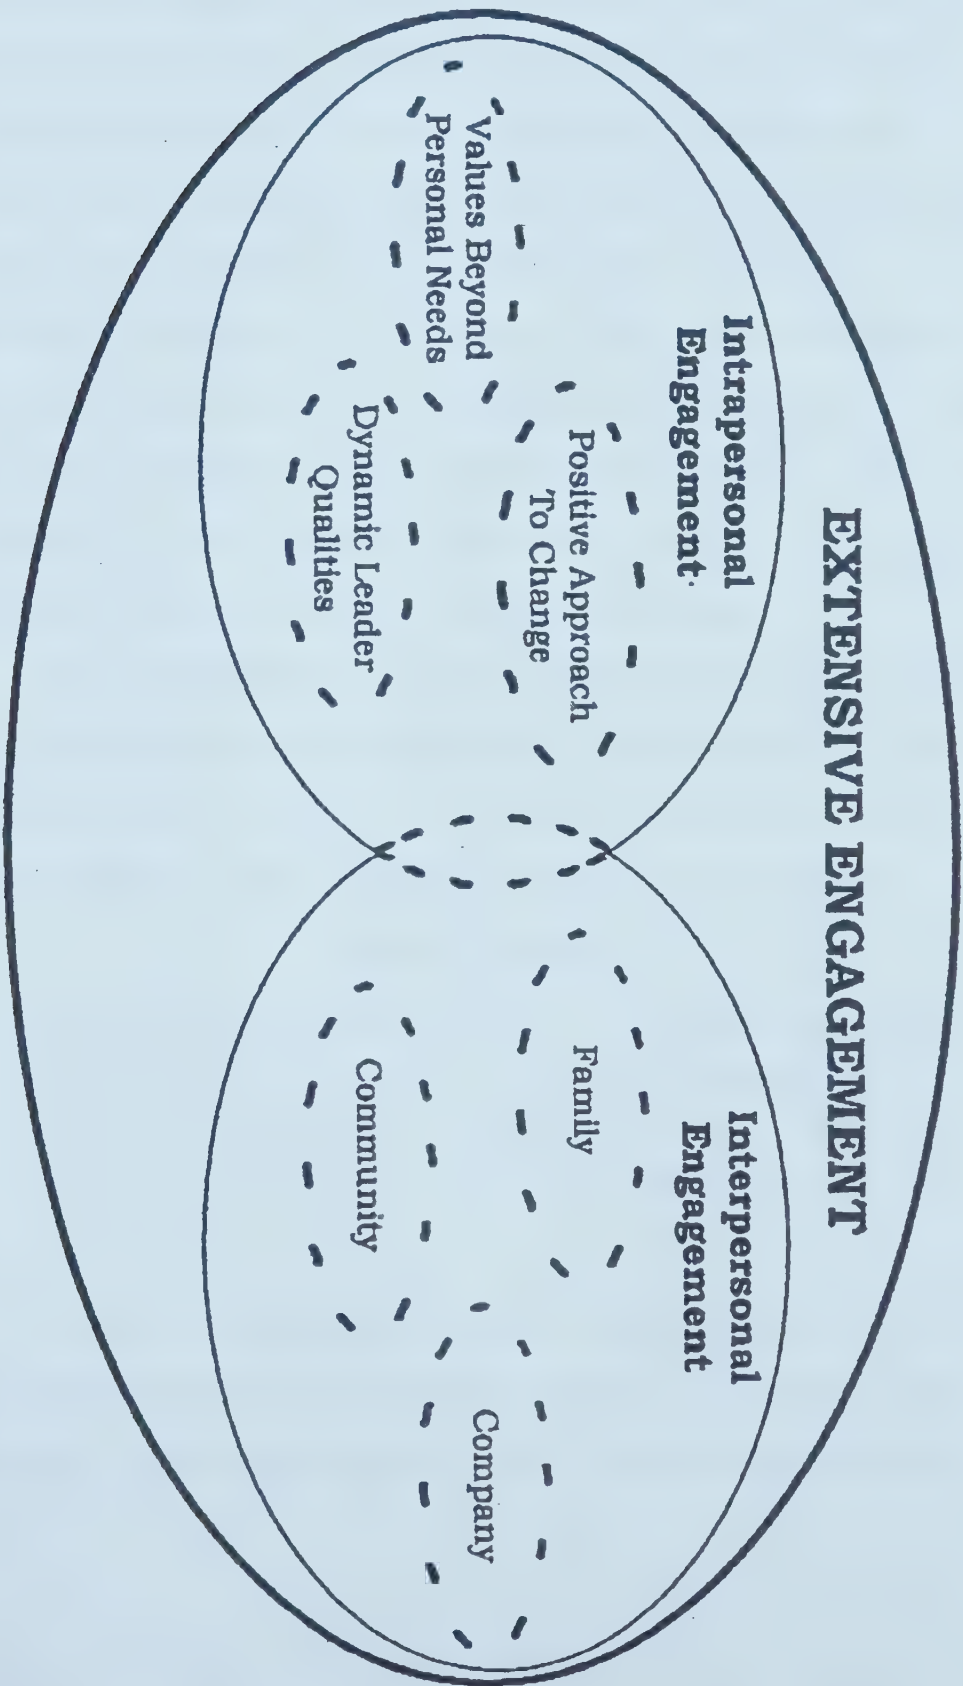 EXTENSIVE ENGAGEMENT
Intrapersonal
Engagement
Positive Approach
To Change
Values Beyond
Personal Needs
Dynamic Leader
Qualities
Interpersonal
Engagement
Family
Company
Community